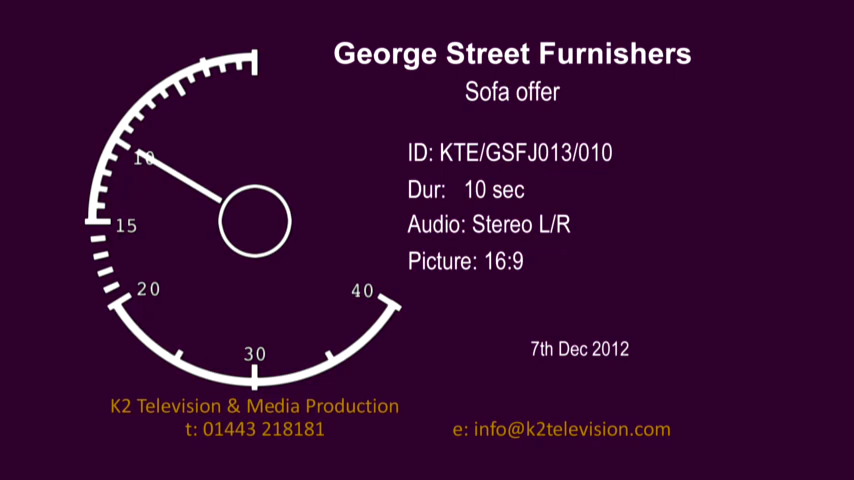 George Street Furnishers
Sofa offer
ID: KTE/GSFJ013/010
Dur: 10 sec
Audio: Stereo L/R
Picture: 16:9
7th Dec 2012
10
15
20
30
40
K2 Television & Media Production
t: 01443 218181
e: info@k2television.com